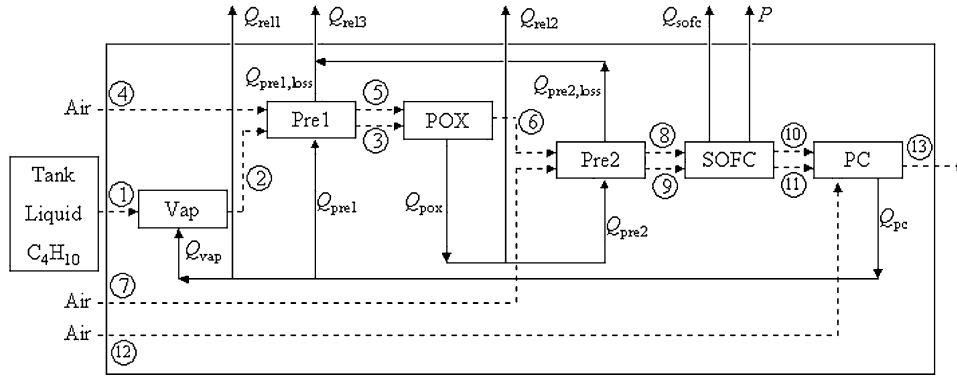 Q_rel1
Q_rel3
Q_rel2
Q_sofc
P
Q_pre1,loss
Q_pre2,loss
Air
④
⑤
③
Pre1
POX
⑥
⑧
⑨
Pre2
SOFC
⑩
⑪
PC
⑬
Tank
Liquid
C₄H₁₀
①
Vap
②
Q_vap
Q_pre1
Q_pox
Q_pre2
Q_pc
⑦
Air
Air
⑫